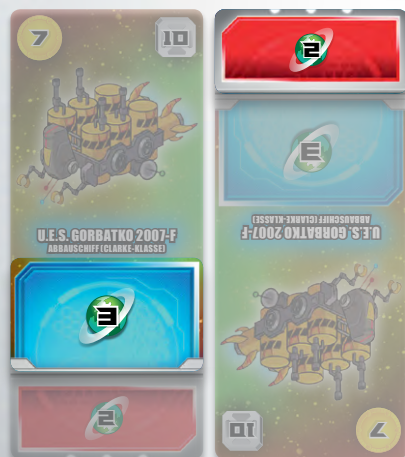 7 10
U.E.S. GORBATKO 2007-F
ABBAUSCHIFF (CLARKE-KLASSE)
3
2
2
3
U.E.S. GORBATKO 2007-F
ABBAUSCHIFF (CLARKE-KLASSE)
10 7